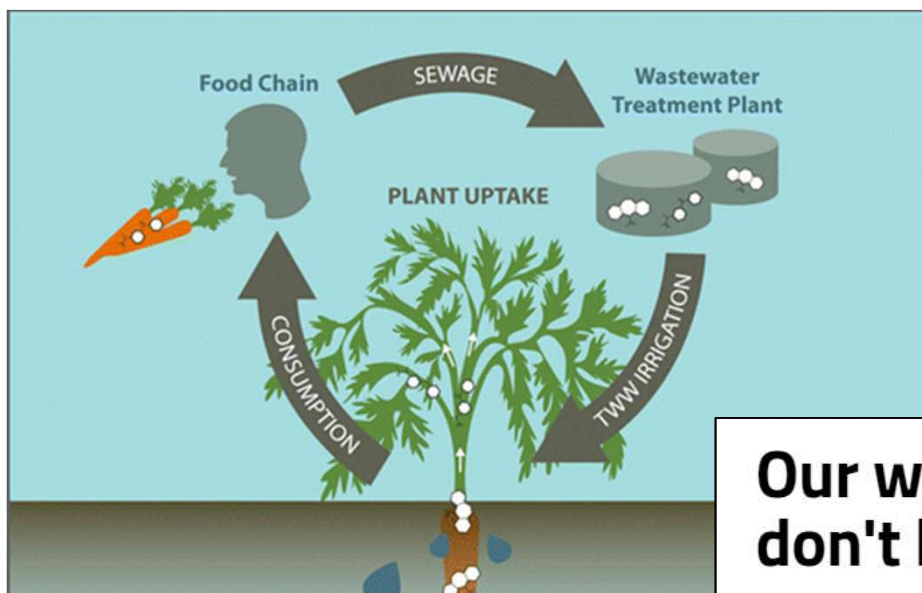 Food Chain
SEWAGE
Wastewater
Treatment Plant
PLANT UPTAKE
CONSUMPTION
TWW IRRIGATION
Our
don't